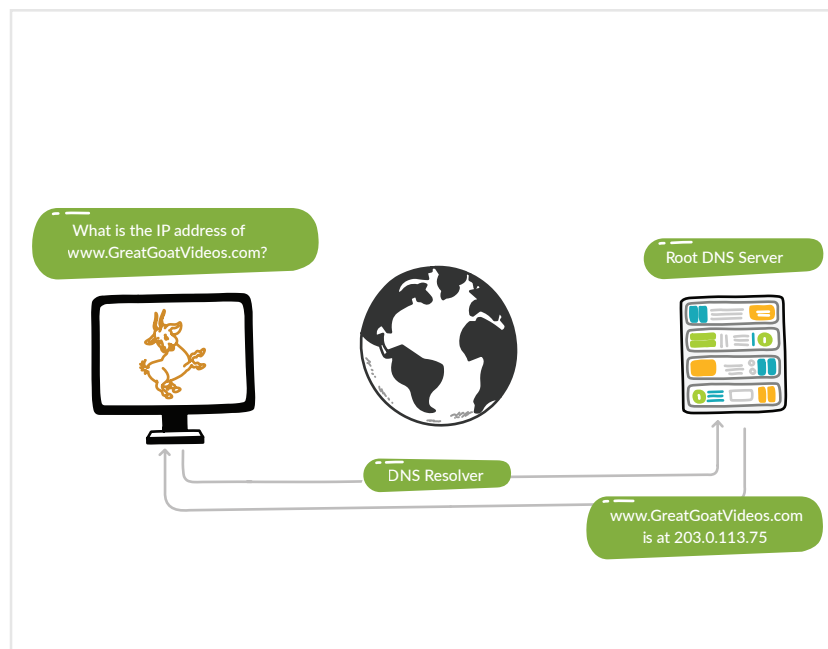 What is the IP address of
www.GreatGoatVideos.com?
Root DNS Server
DNS Resolver
www.GreatGoatVideos.com
is at 203.0.113.75